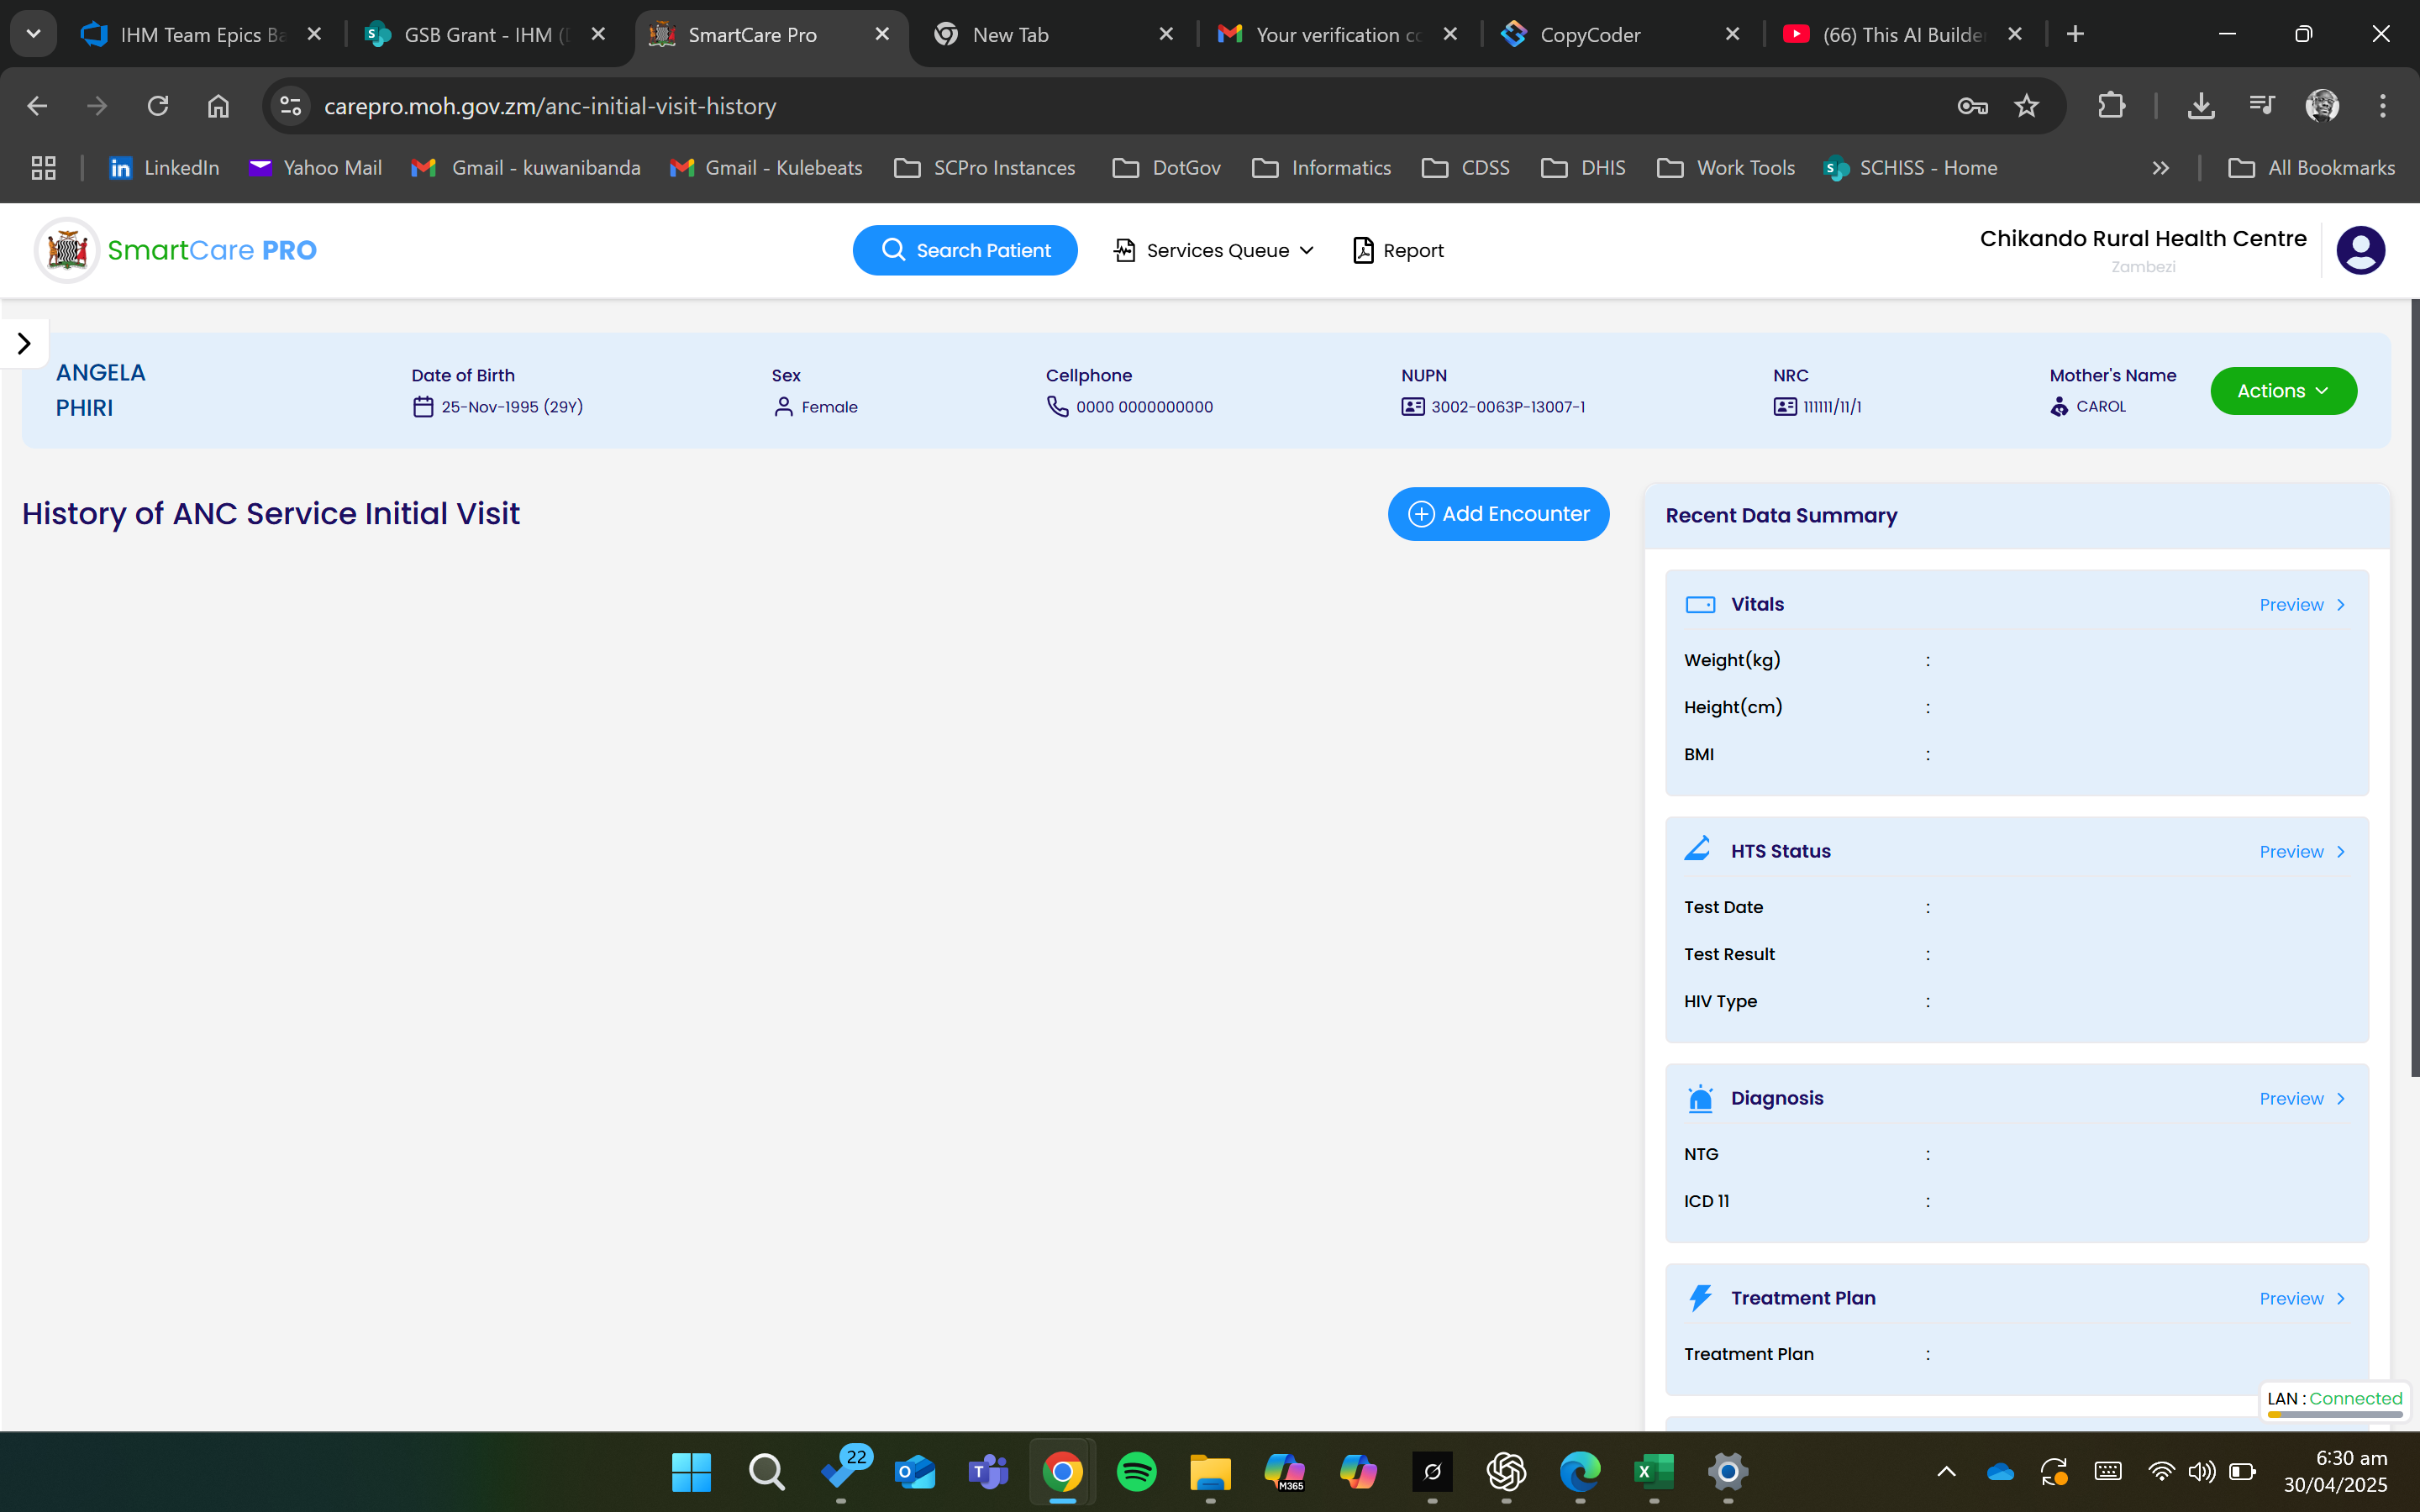 IHM Team Epics Ba
GSB Grant - IHM (
SmartCare Pro
New Tab
Your verification co
CopyCoder
(66) This AI Builde
carepro.moh.gov.zm/anc-initial-visit-history
LinkedIn
Yahoo Mail
Gmail - kuwanibanda
Gmail - Kulebeats
SCPro Instances
DotGov
Informatics
CDSS
DHIS
Work Tools
SCHISS - Home
All Bookmarks
SmartCare PRO
Search Patient
Services Queue
Report
Chikando Rural Health Centre
Zambezi
ANGELA
PHIRI
Date of Birth
25-Nov-1995 (29Y)
Sex
Female
Cellphone
0000 0000000000
NUPN
3002-0063P-13007-1
NRC
111111/11/1
Mother's Name
CAROL
Actions
History of ANC Service Initial Visit
Add Encounter
Recent Data Summary
Vitals
Preview
Weight(kg) :
Height(cm) :
BMI :
HTS Status
Preview
Test Date :
Test Result :
HIV Type :
Diagnosis
Preview
NTG :
ICD 11 :
Treatment Plan
Preview
Treatment Plan :
LAN : Connected
22
M365
6:30 am
30/04/2025